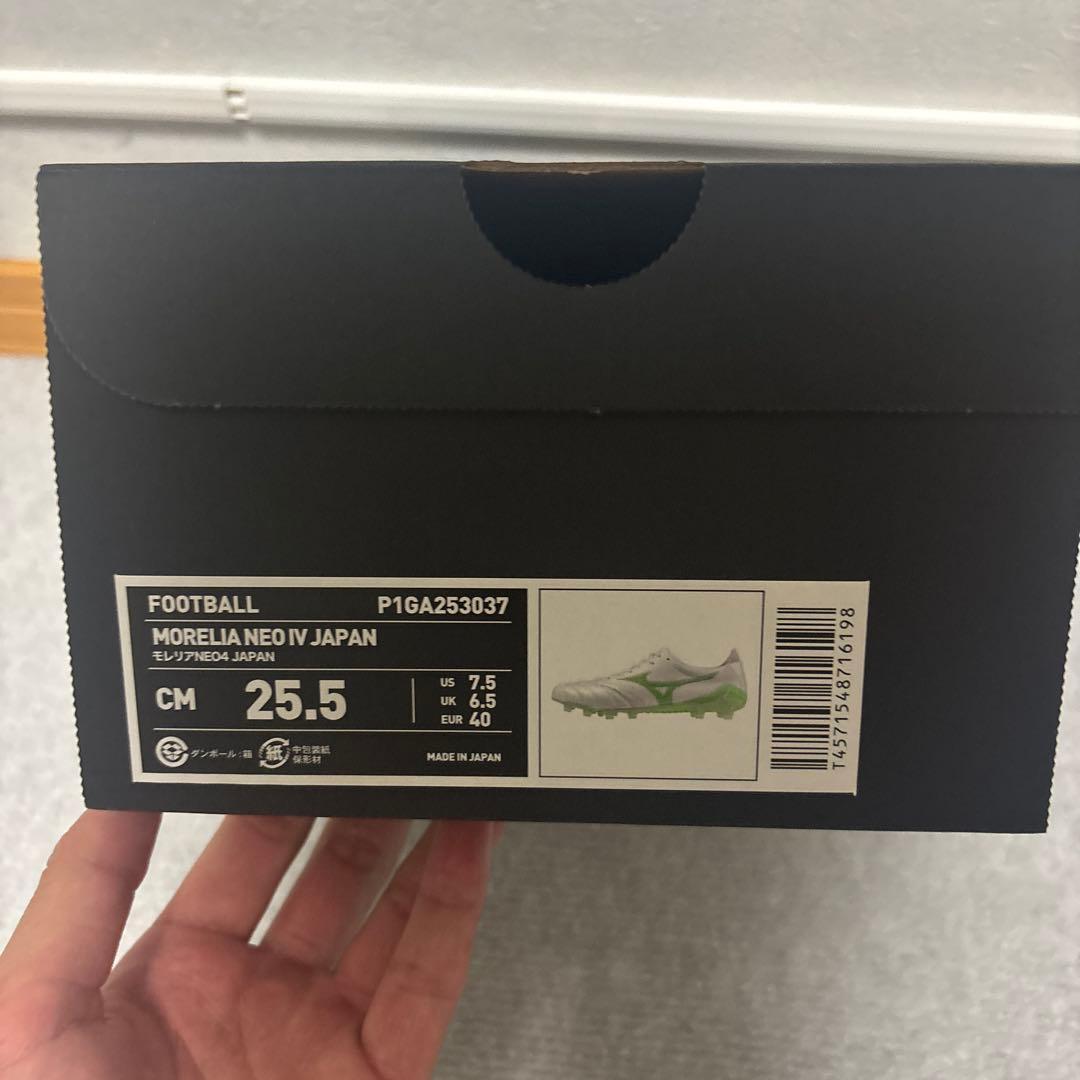 FOOTBALL P1GA253037
MORELIA NEO IV JAPAN
モレリアNEO4 JAPAN
CM 25.5
US 7.5
UK 6.5
EUR 40
ダンボール:箱
紙 中包装紙
保形材
MADE IN JAPAN
T4571548716198